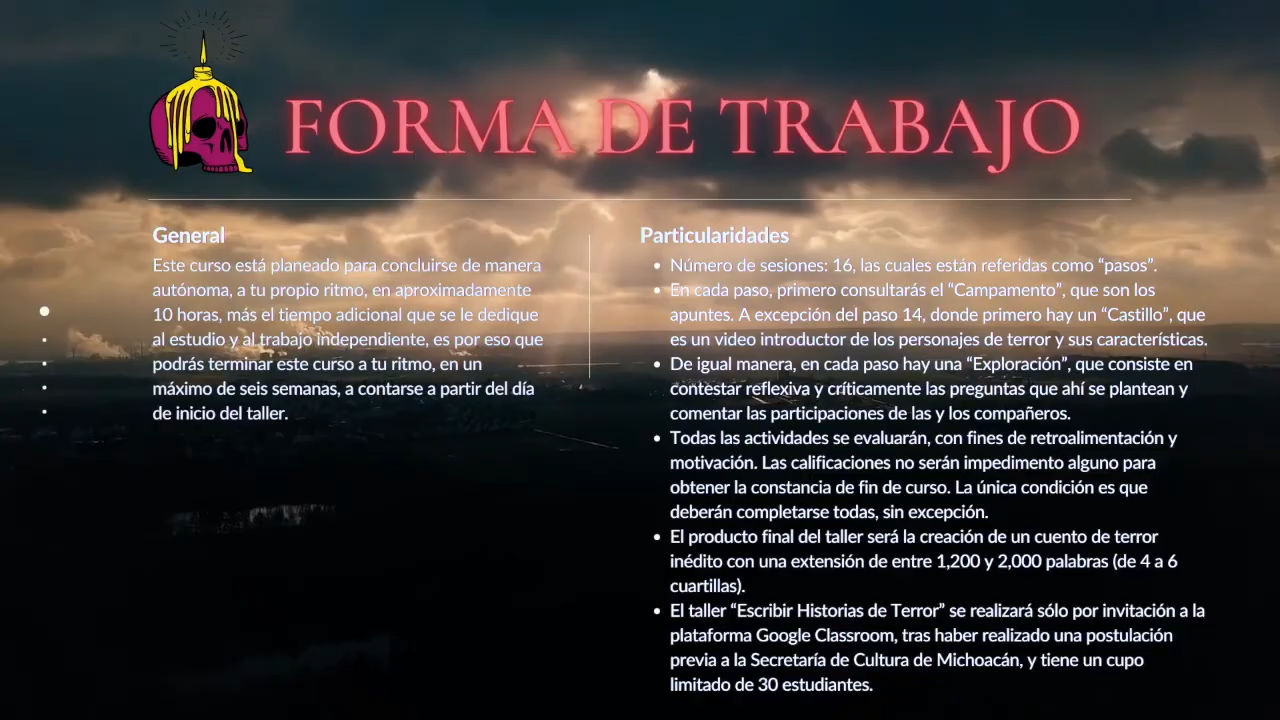 FORMA DE TRABAJO
General
Este curso está planeado para concluirse de manera
autónoma, a tu propio ritmo, en aproximadamente
10 horas, más el tiempo adicional que se le dedique
al estudio y al trabajo independiente, es por eso que
podrás terminar este curso a tu ritmo, en un
máximo de seis semanas, a contarse a partir del día
de inicio del taller.
Particularidades
• Número de sesiones: 16, las cuales están referidas como “pasos”.
• En cada paso, primero consultarás el “Campamento”, que son los
apuntes. A excepción del paso 14, donde primero hay un “Castillo”, que
es un video introductor de los personajes de terror y sus características.
• De igual manera, en cada paso hay una “Exploración”, que consiste en
contestar reflexiva y críticamente las preguntas que ahí se plantean y
comentar las participaciones de las y los compañeros.
• Todas las actividades se evaluarán, con fines de retroalimentación y
motivación. Las calificaciones no serán impedimento alguno para
obtener la constancia de fin de curso. La única condición es que
deberán completarse todas, sin excepción.
• El producto final del taller será la creación de un cuento de terror
inédito con una extensión de entre 1,200 y 2,000 palabras (de 4 a 6
cuartillas).
• El taller “Escribir Historias de Terror” se realizará sólo por invitación a la
plataforma Google Classroom, tras haber realizado una postulación
previa a la Secretaría de Cultura de Michoacán, y tiene un cupo
limitado de 30 estudiantes.